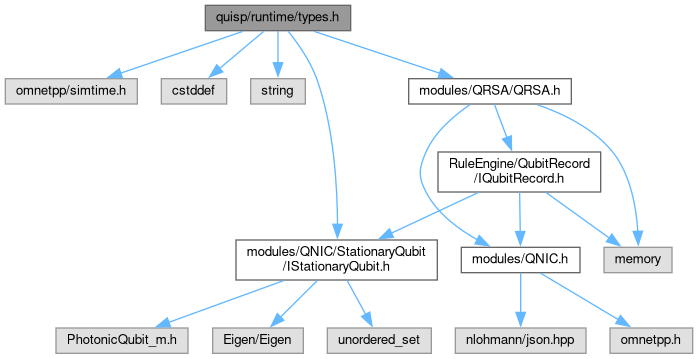 quisp/runtime/types.h
omnetpp/simtime.h
cstddef
string
modules/QRSA/QRSA.h
RuleEngine/QubitRecord
/IQubitRecord.h
modules/QNIC/StationaryQubit
/IStationaryQubit.h
modules/QNIC.h
memory
PhotonicQubit_m.h
Eigen/Eigen
unordered_set
nlohmann/json.hpp
omnetpp.h